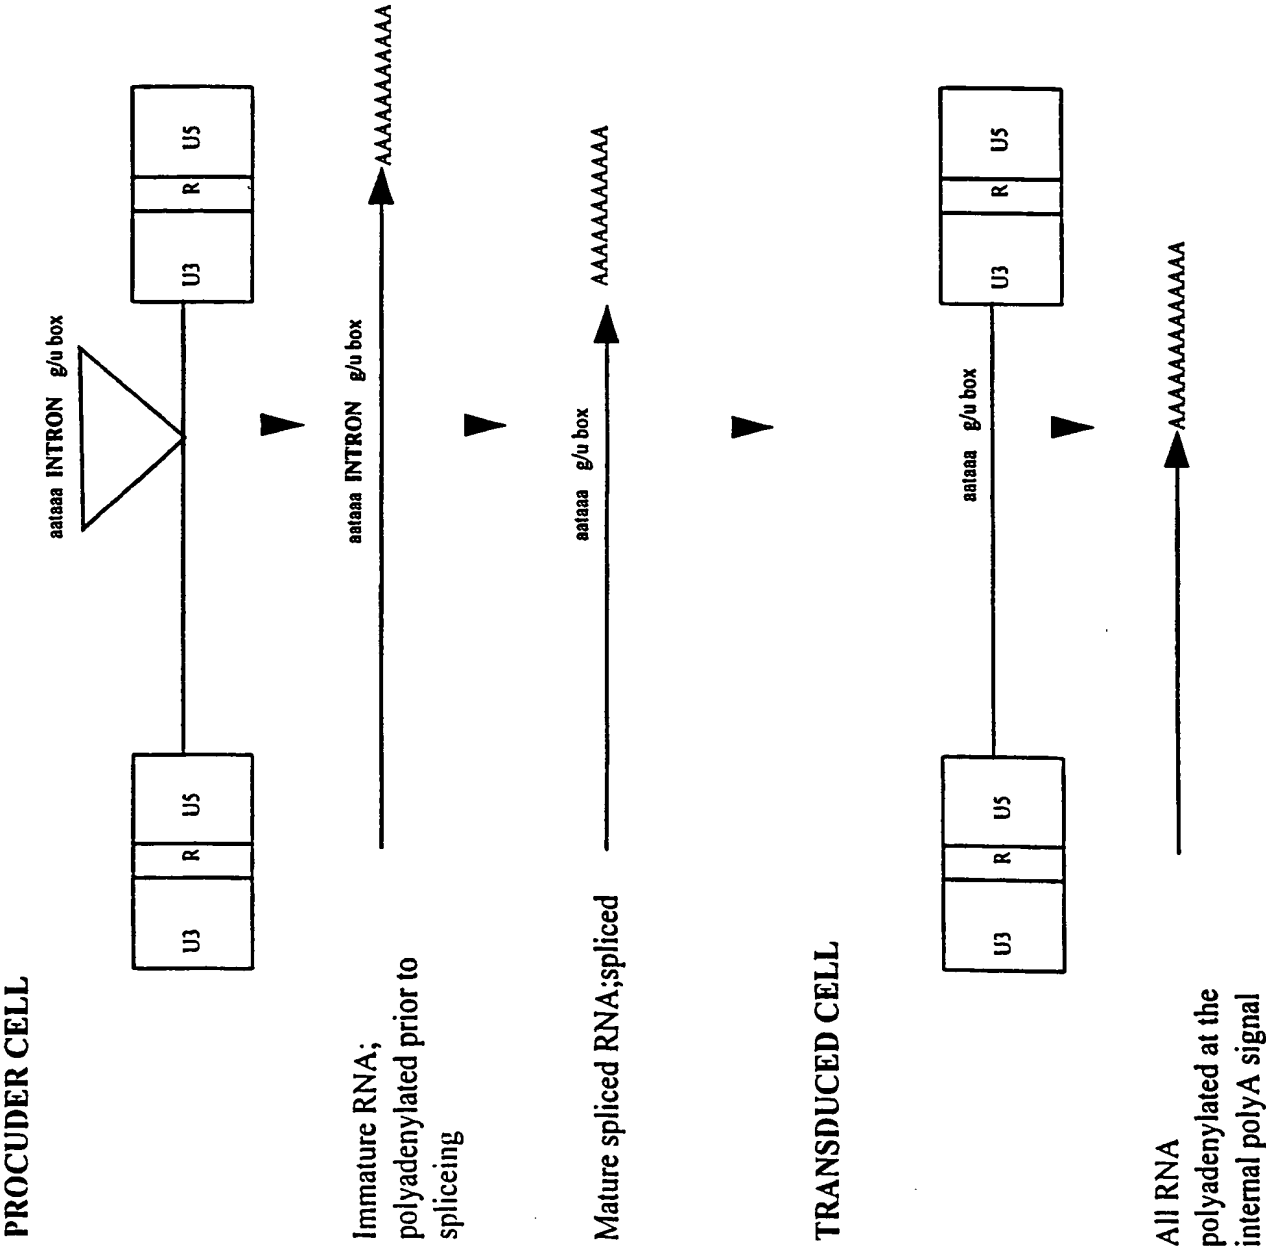 PROCUDER CELL
aataaa INTRON g/u box
U3 R U5 U3 R U5
Immature RNA;
polyadenylated prior to
spliceing
aataaa INTRON g/u box
AAAAAAAAAAA
Mature spliced RNA;spliced
aataaa g/u box
AAAAAAAAAAA
TRANSDUCED CELL
aataaa g/u box
U3 R U5 U3 R U5
All RNA
polyadenylated at the
internal polyA signal
AAAAAAAAAAAAA